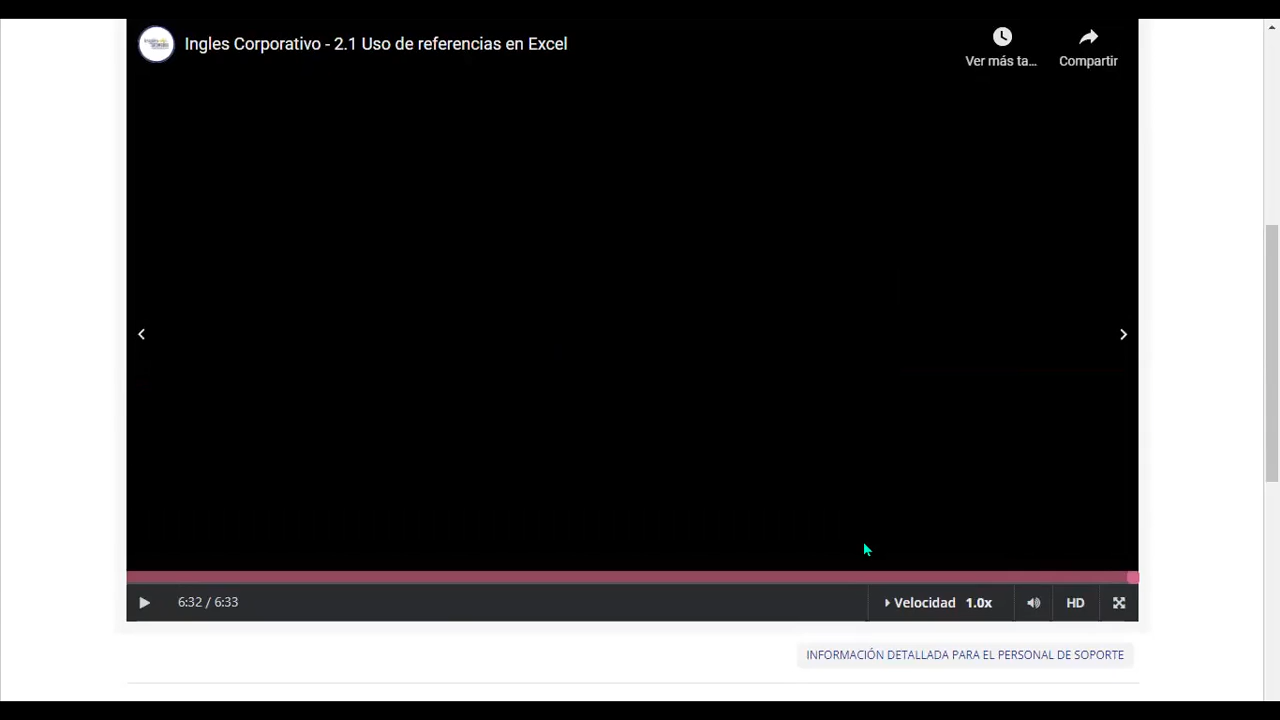 Ingles Corporativo - 2.1 Uso de referencias en Excel
Ver más ta...
Compartir
6:32 / 6:33
Velocidad 1.0x
HD
INFORMACIÓN DETALLADA PARA EL PERSONAL DE SOPORTE